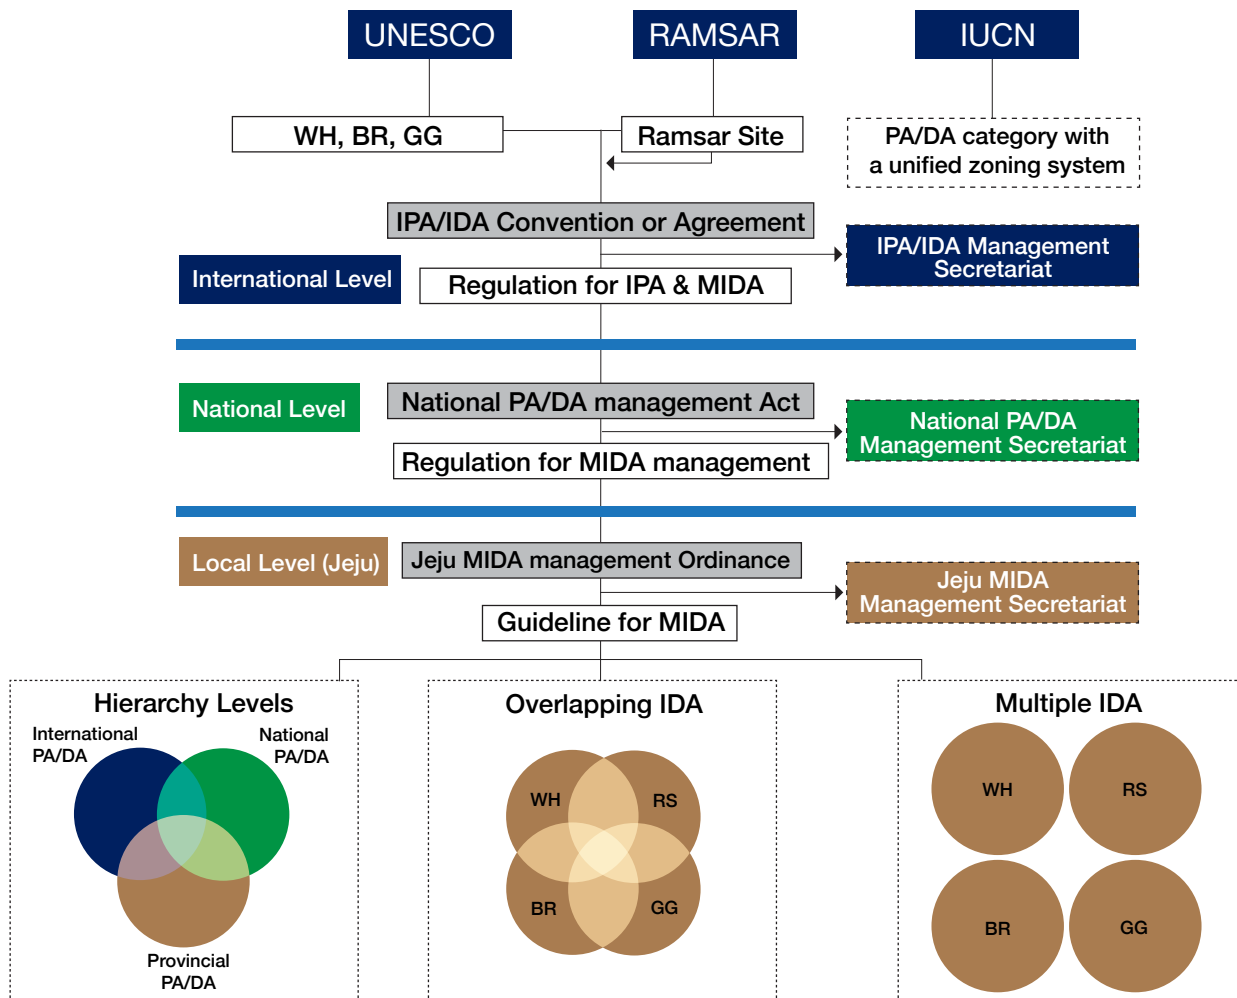 UNESCO
RAMSAR
IUCN
WH, BR, GG
Ramsar Site
PA/DA category with
a unified zoning system
IPA/IDA Convention or Agreement
IPA/IDA Management
Secretariat
International Level
Regulation for IPA & MIDA
National Level
National PA/DA management Act
National PA/DA
Management Secretariat
Regulation for MIDA management
Local Level (Jeju)
Jeju MIDA management Ordinance
Jeju MIDA
Management Secretariat
Guideline for MIDA
Hierarchy Levels
International
PA/DA
National
PA/DA
Provincial
PA/DA
Overlapping IDA
WH
RS
BR
GG
Multiple IDA
WH
RS
BR
GG